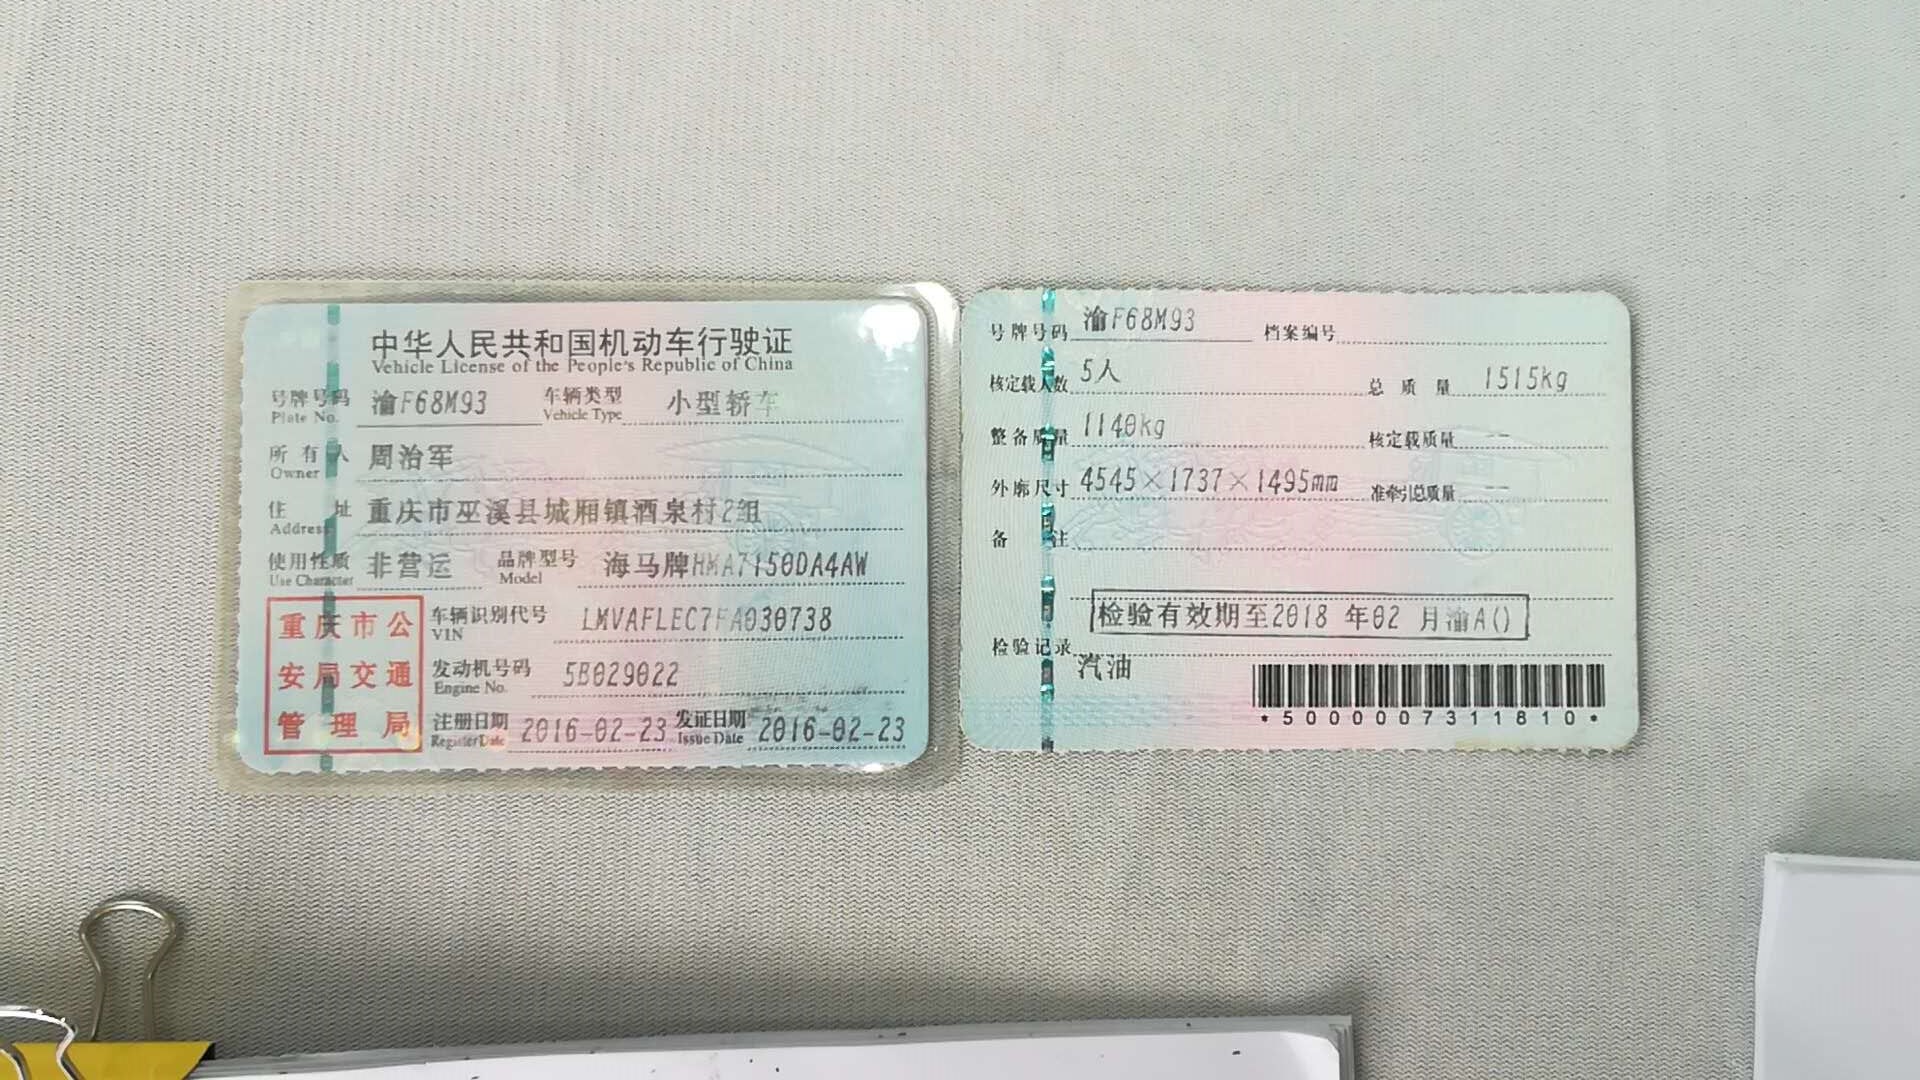 中华人民共和国机动车行驶证
Vehicle License of the People's Republic of China
号牌号码 渝F68M93 车辆类型 小型轿车
Plate No. Vehicle Type
所有人 周治军
Owner
住址 重庆市巫溪县城厢镇酒泉村2组
Address
使用性质 非营运 品牌型号 海马牌HMA7150DA4AW
Use Character Model
重庆市公安局交通管理局
车辆识别代号 LMVAFLEC7FA030738
VIN
发动机号码 5B029022
Engine No.
注册日期 2016-02-23 发证日期 2016-02-23
Register Date Issue Date
号牌号码 渝F68M93 档案编号
核定载人数 5人 总质量 1515kg
整备质量 1140kg 核定载质量 --
外廓尺寸 4545×1737×1495mm 准牵引总质量 --
备注
检验有效期至2018 年02 月渝A()
检验记录
汽油
*5000007311810*